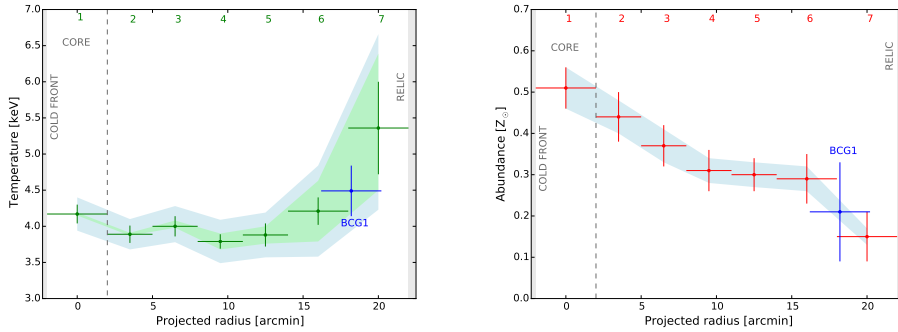 1 2 3 4 5 6 7
CORE
COLD FRONT
RELIC
BCG1
Temperature [keV]
7.0
6.5
6.0
5.5
5.0
4.5
4.0
3.5
3.0
0 5 10 15 20
Projected radius [arcmin]
1 2 3 4 5 6 7
CORE
COLD FRONT
RELIC
BCG1
Abundance [Z☉]
0.7
0.6
0.5
0.4
0.3
0.2
0.1
0.0
0 5 10 15 20
Projected radius [arcmin]